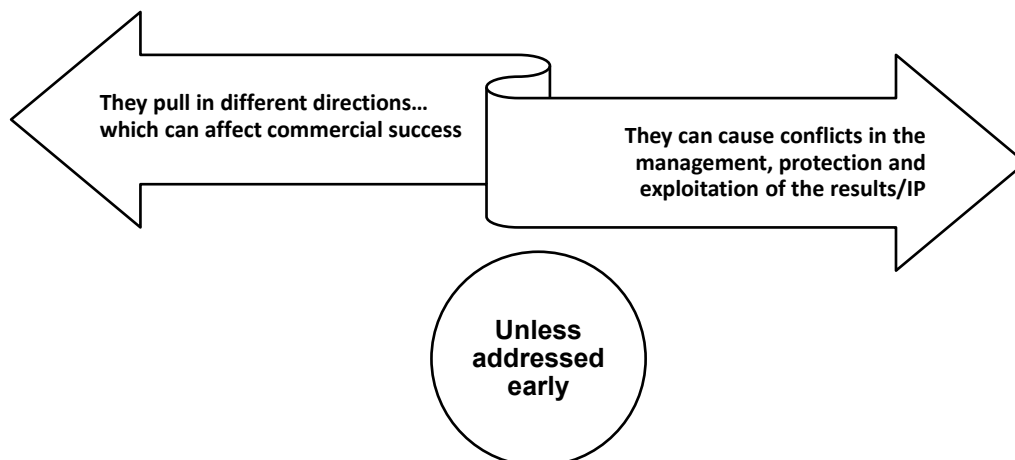 They pull in different directions…
which can affect commercial success
They can cause conflicts in the
management, protection and
exploitation of the results/IP
Unless
addressed
early